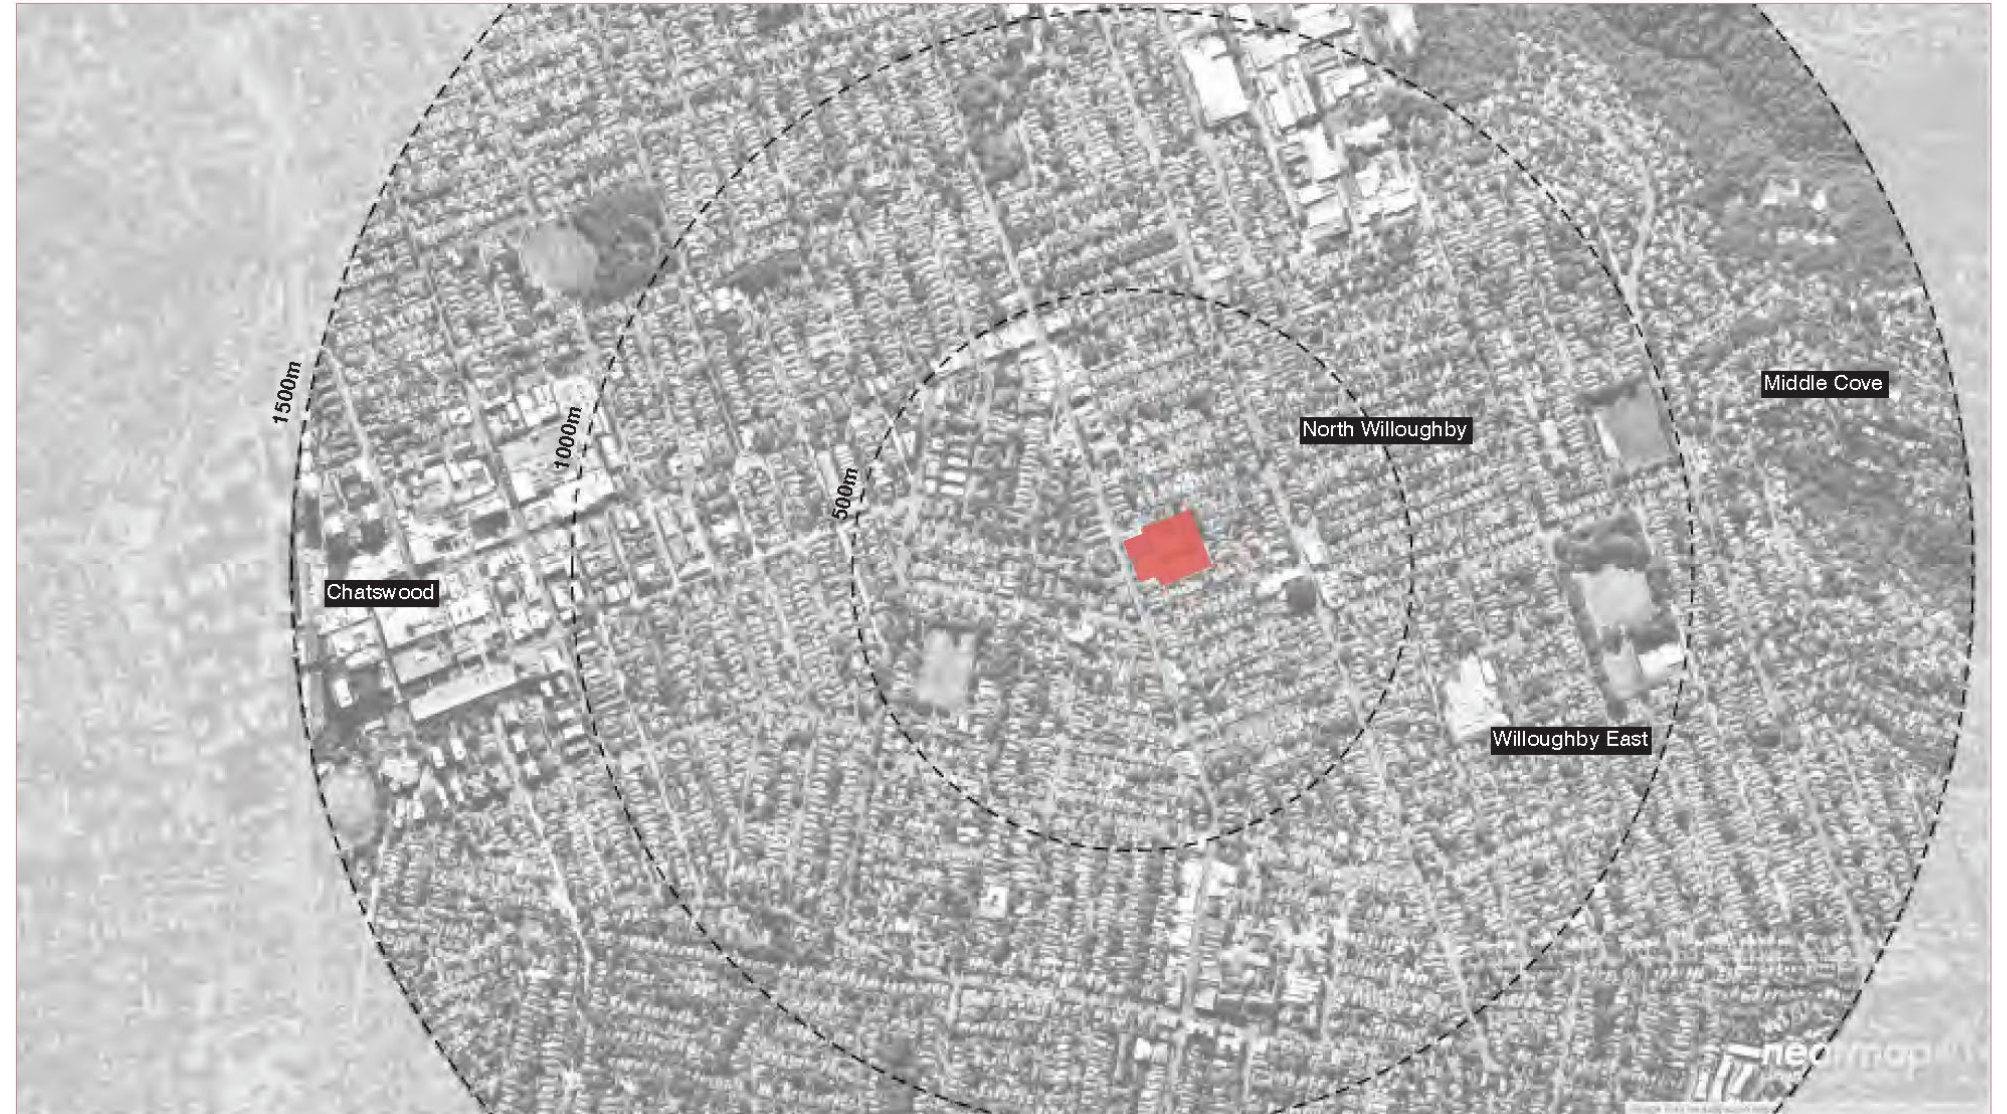 1500m
1000m
500m
Middle Cove
North Willoughby
Chatswood
Willoughby East
nearmap